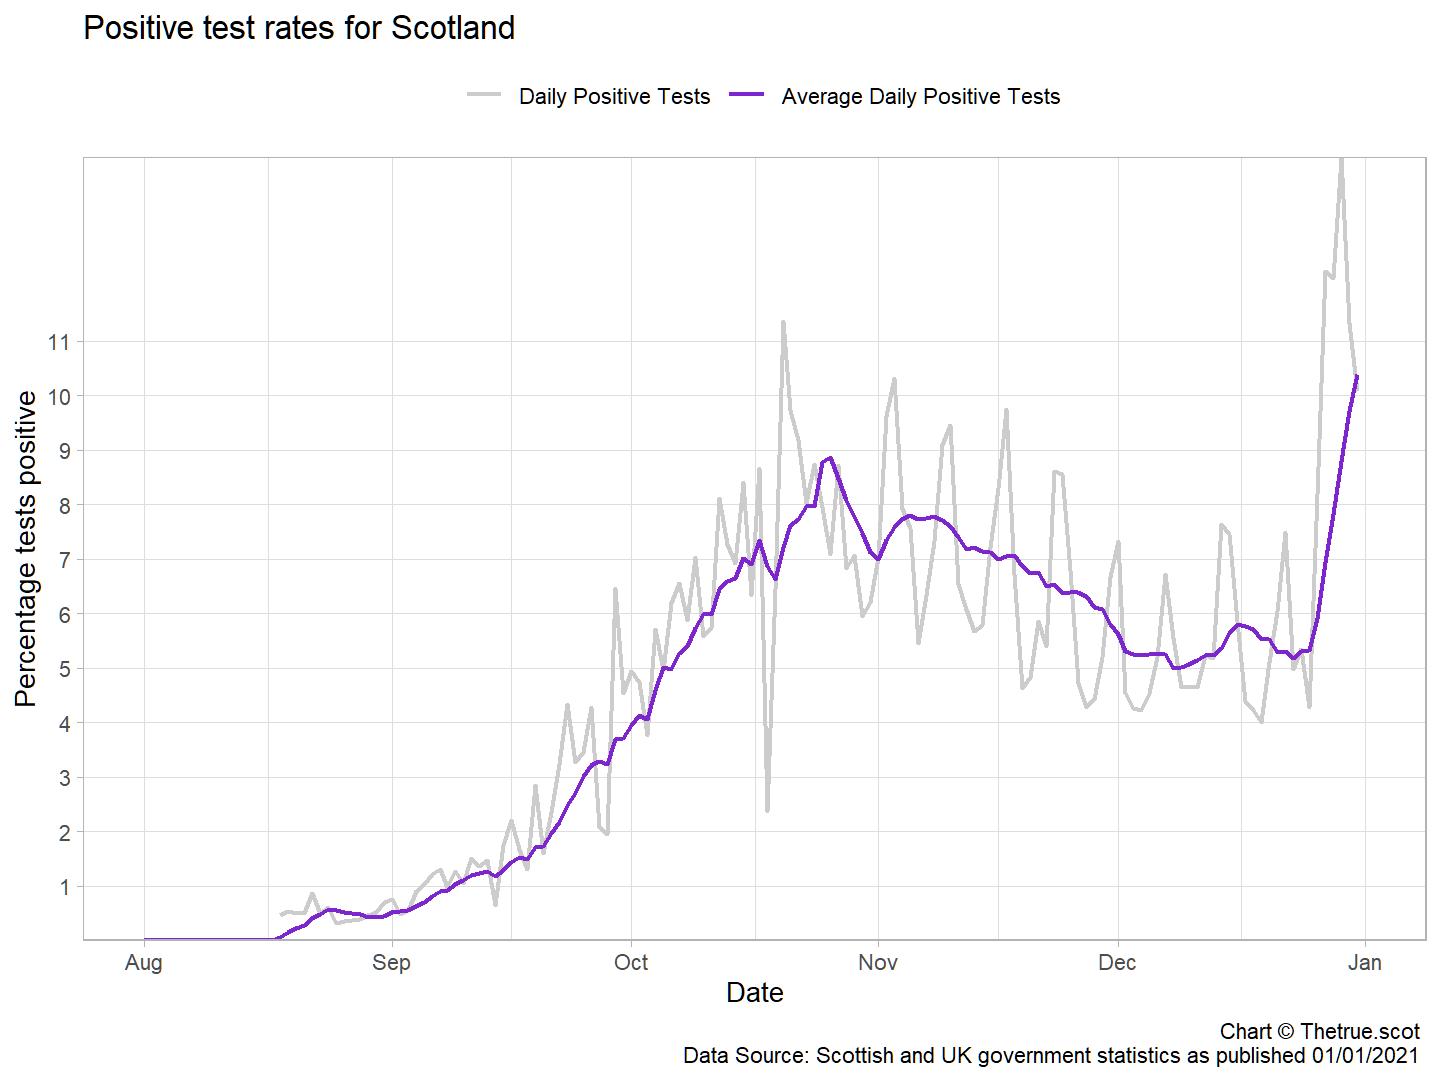 Positive test rates for Scotland
Daily Positive Tests Average Daily Positive Tests
11
10
9
8
7
6
5
4
3
2
1
Percentage tests positive
Aug Sep Oct Nov Dec Jan
Date
Chart © Thetrue.scot
Data Source: Scottish and UK government statistics as published 01/01/2021